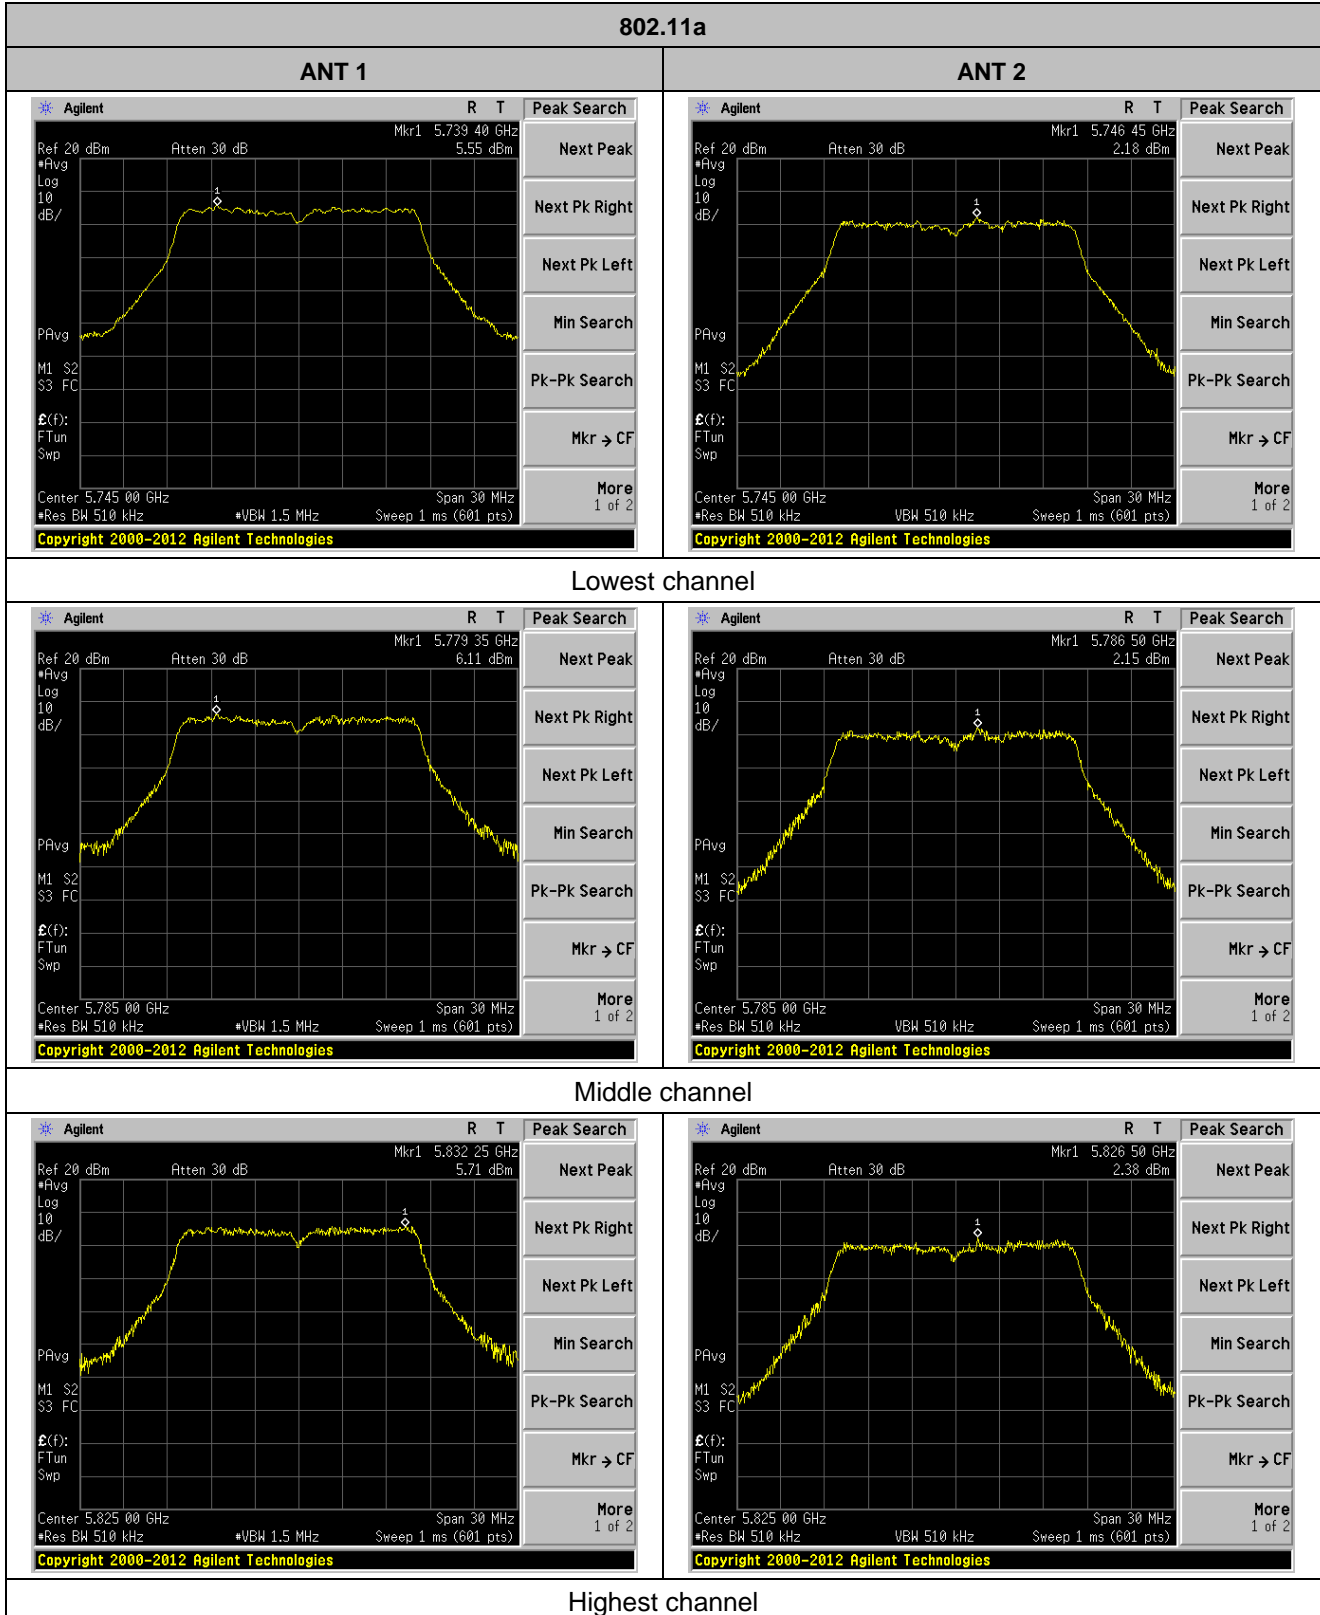 802.11a
ANT 1
ANT 2
Agilent R T Peak Search
Mkr1 5.739 40 GHz
Ref 20 dBm Atten 30 dB 5.55 dBm
#Avg
Log
10
dB/
1
PAvg
M1 S2
S3 FC
£(f):
FTun
Swp
Center 5.745 00 GHz Span 30 MHz
#Res BW 510 kHz #VBW 1.5 MHz Sweep 1 ms (601 pts)
Copyright 2000-2012 Agilent Technologies
Next Peak
Next Pk Right
Next Pk Left
Min Search
Pk-Pk Search
Mkr → CF
More
1 of 2
Agilent R T Peak Search
Mkr1 5.746 45 GHz
Ref 20 dBm Atten 30 dB 2.18 dBm
#Avg
Log
10
dB/
1
PAvg
M1 S2
S3 FC
£(f):
FTun
Swp
Center 5.745 00 GHz Span 30 MHz
#Res BW 510 kHz VBW 510 kHz Sweep 1 ms (601 pts)
Copyright 2000-2012 Agilent Technologies
Next Peak
Next Pk Right
Next Pk Left
Min Search
Pk-Pk Search
Mkr → CF
More
1 of 2
Lowest channel
Agilent R T Peak Search
Mkr1 5.779 35 GHz
Ref 20 dBm Atten 30 dB 6.11 dBm
#Avg
Log
10
dB/
1
PAvg
M1 S2
S3 FC
£(f):
FTun
Swp
Center 5.785 00 GHz Span 30 MHz
#Res BW 510 kHz #VBW 1.5 MHz Sweep 1 ms (601 pts)
Copyright 2000-2012 Agilent Technologies
Next Peak
Next Pk Right
Next Pk Left
Min Search
Pk-Pk Search
Mkr → CF
More
1 of 2
Agilent R T Peak Search
Mkr1 5.786 50 GHz
Ref 20 dBm Atten 30 dB 2.15 dBm
#Avg
Log
10
dB/
1
PAvg
M1 S2
S3 FC
£(f):
FTun
Swp
Center 5.785 00 GHz Span 30 MHz
#Res BW 510 kHz VBW 510 kHz Sweep 1 ms (601 pts)
Copyright 2000-2012 Agilent Technologies
Next Peak
Next Pk Right
Next Pk Left
Min Search
Pk-Pk Search
Mkr → CF
More
1 of 2
Middle channel
Agilent R T Peak Search
Mkr1 5.832 25 GHz
Ref 20 dBm Atten 30 dB 5.71 dBm
#Avg
Log
10
dB/
1
PAvg
M1 S2
S3 FC
£(f):
FTun
Swp
Center 5.825 00 GHz Span 30 MHz
#Res BW 510 kHz #VBW 1.5 MHz Sweep 1 ms (601 pts)
Copyright 2000-2012 Agilent Technologies
Next Peak
Next Pk Right
Next Pk Left
Min Search
Pk-Pk Search
Mkr → CF
More
1 of 2
Agilent R T Peak Search
Mkr1 5.826 50 GHz
Ref 20 dBm Atten 30 dB 2.38 dBm
#Avg
Log
10
dB/
1
PAvg
M1 S2
S3 FC
£(f):
FTun
Swp
Center 5.825 00 GHz Span 30 MHz
#Res BW 510 kHz VBW 510 kHz Sweep 1 ms (601 pts)
Copyright 2000-2012 Agilent Technologies
Next Peak
Next Pk Right
Next Pk Left
Min Search
Pk-Pk Search
Mkr → CF
More
1 of 2
Highest channel